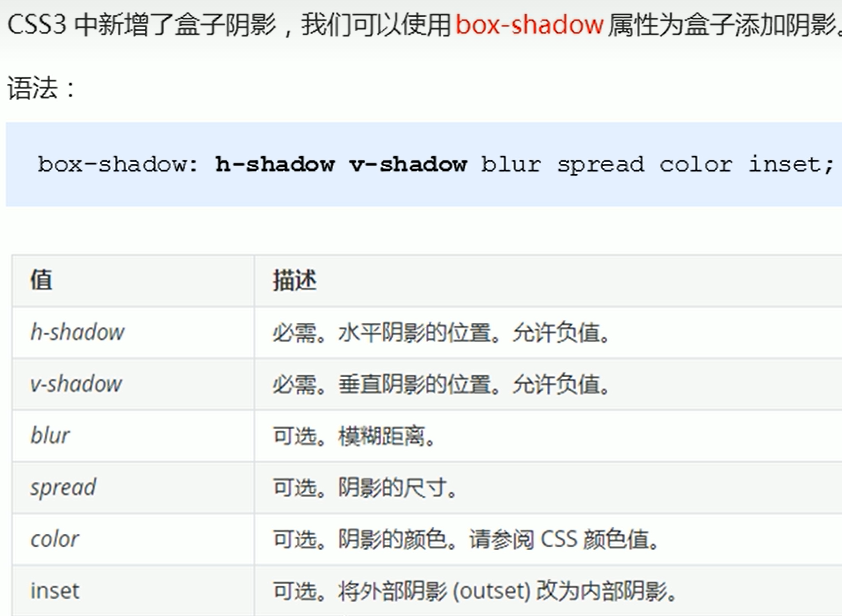 CSS3 中新增了盒子阴影，我们可以使用box-shadow属性为盒子添加阴影。
语法：
box-shadow: h-shadow v-shadow blur spread color inset;
值 描述
h-shadow 必需。水平阴影的位置。允许负值。
v-shadow 必需。垂直阴影的位置。允许负值。
blur 可选。模糊距离。
spread 可选。阴影的尺寸。
color 可选。阴影的颜色。请参阅 CSS 颜色值。
inset 可选。将外部阴影 (outset) 改为内部阴影。